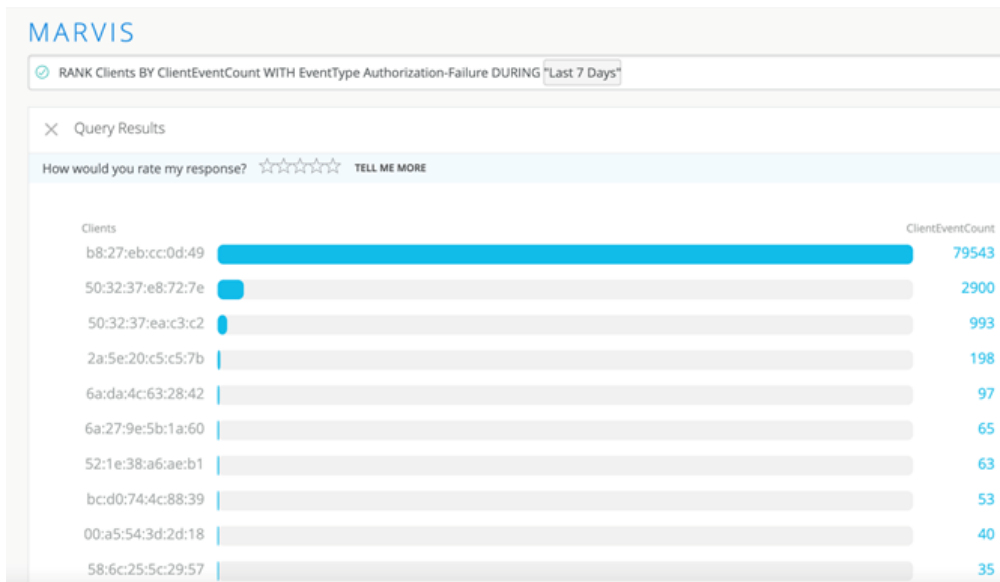 MARVIS
RANK Clients BY ClientEventCount WITH EventType Authorization-Failure DURING "Last 7 Days"
Query Results
How would you rate my response? TELL ME MORE
Clients ClientEventCount
b8:27:eb:cc:0d:49 79543
50:32:37:e8:72:7e 2900
50:32:37:ea:c3:c2 993
2a:5e:20:c5:c5:7b 198
6a:da:4c:63:28:42 97
6a:27:9e:5b:1a:60 65
52:1e:38:a6:ae:b1 63
bc:d0:74:4c:88:39 53
00:a5:54:3d:2d:18 40
58:6c:25:5c:29:57 35